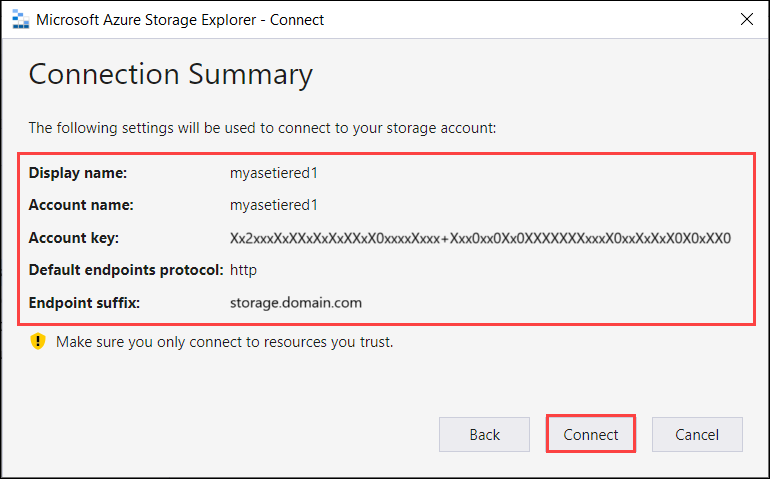 Microsoft Azure Storage Explorer - Connect
Connection Summary
The following settings will be used to connect to your storage account:
Display name: myasetiered1
Account name: myasetiered1
Account key: Xx2xxxXxXXxXxXxXXxX0xxxxXxxx+Xxx0xx0Xx0XXXXXXXxxxX0xxXxXxX0X0xXX0
Default endpoints protocol: http
Endpoint suffix: storage.domain.com
Make sure you only connect to resources you trust.
Back Connect Cancel